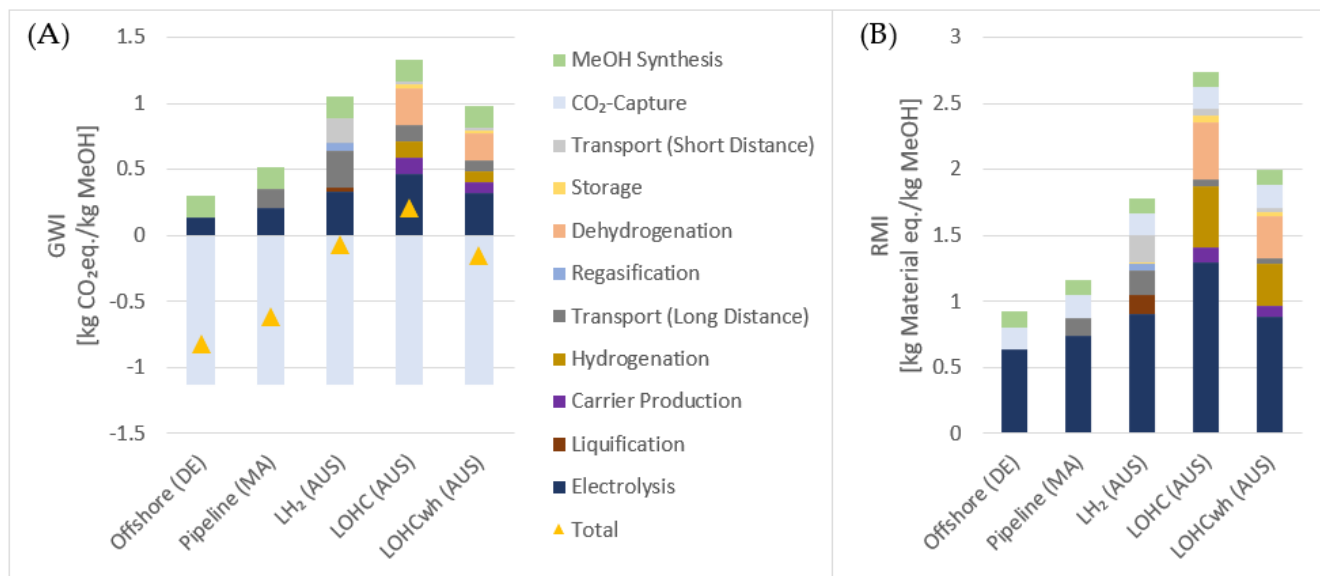 (A)
GWI
[kg CO₂eq./kg MeOH]
1.5
1
0.5
0
-0.5
-1
-1.5
Offshore (DE)
Pipeline (MA)
LH₂ (AUS)
LOHC (AUS)
LOHCwh (AUS)
MeOH Synthesis
CO₂-Capture
Transport (Short Distance)
Storage
Dehydrogenation
Regasification
Transport (Long Distance)
Hydrogenation
Carrier Production
Liquification
Electrolysis
Total
(B)
RMI
[kg Material eq./kg MeOH]
3
2.5
2
1.5
1
0.5
0
Offshore (DE)
Pipeline (MA)
LH₂ (AUS)
LOHC (AUS)
LOHCwh (AUS)